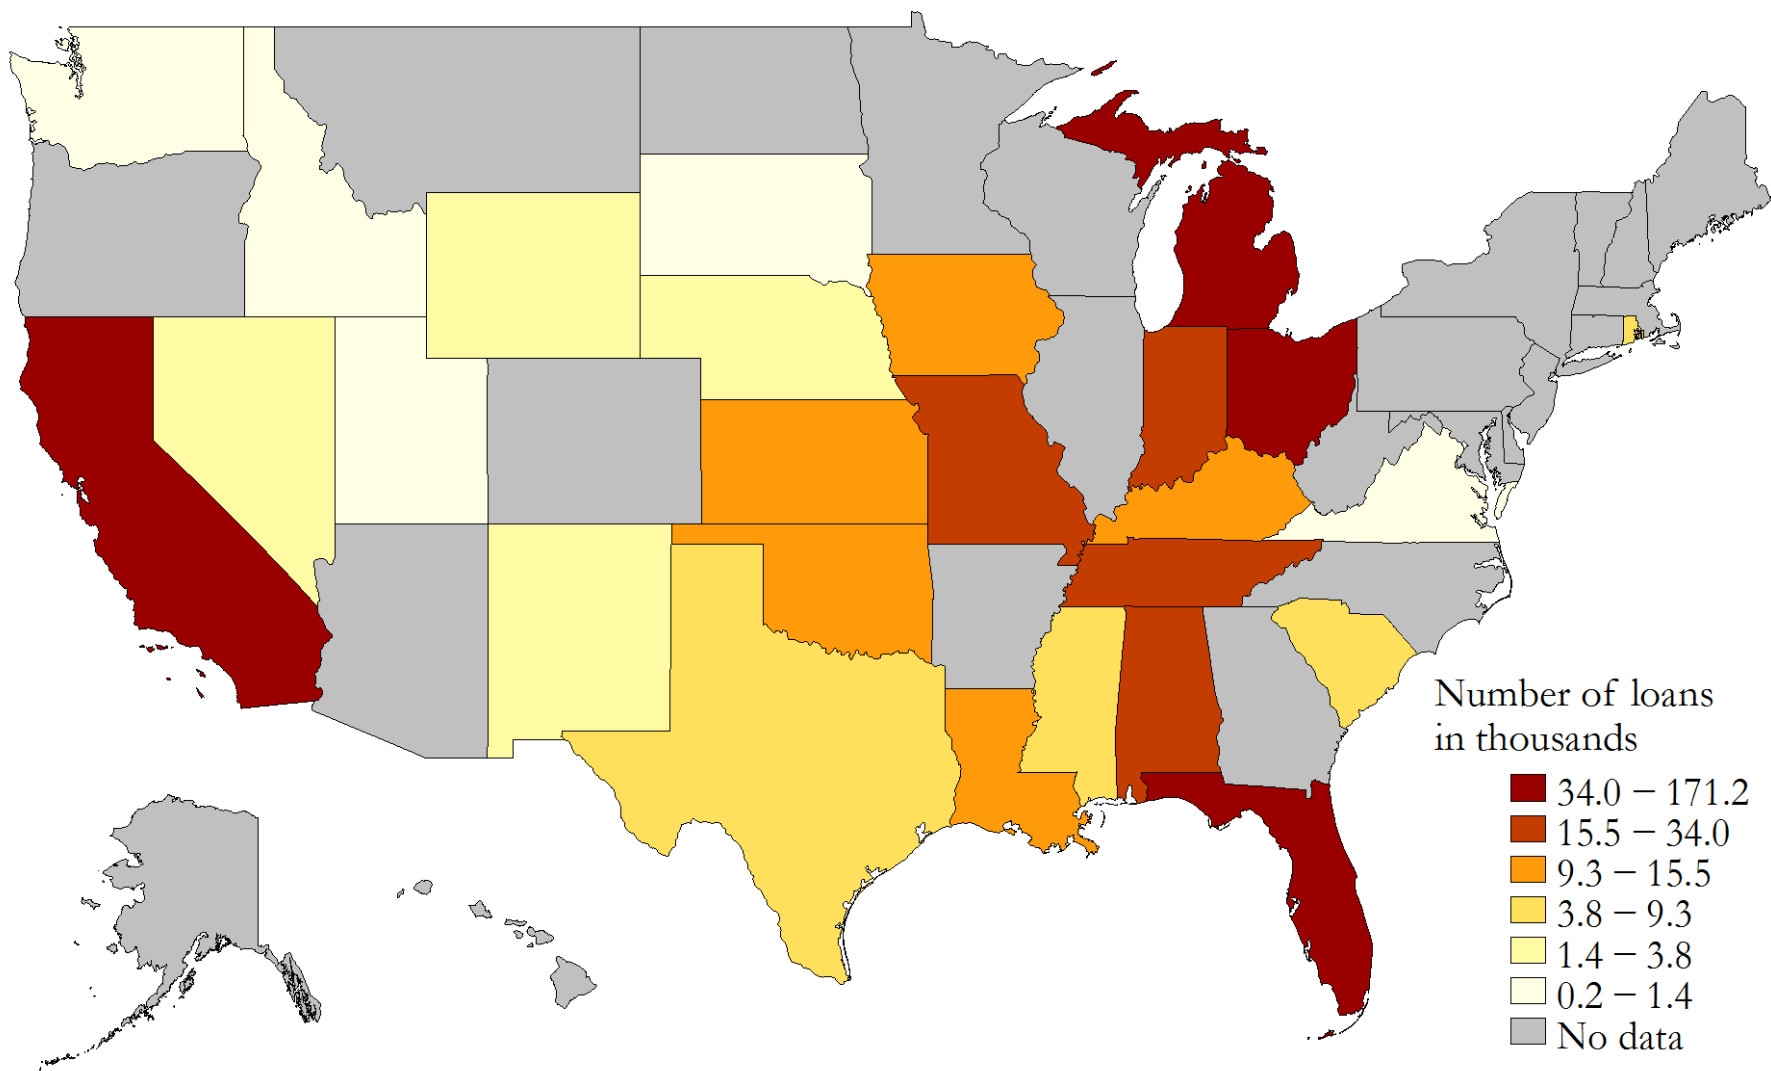 Number of loans
in thousands
34.0 – 171.2
15.5 – 34.0
9.3 – 15.5
3.8 – 9.3
1.4 – 3.8
0.2 – 1.4
No data